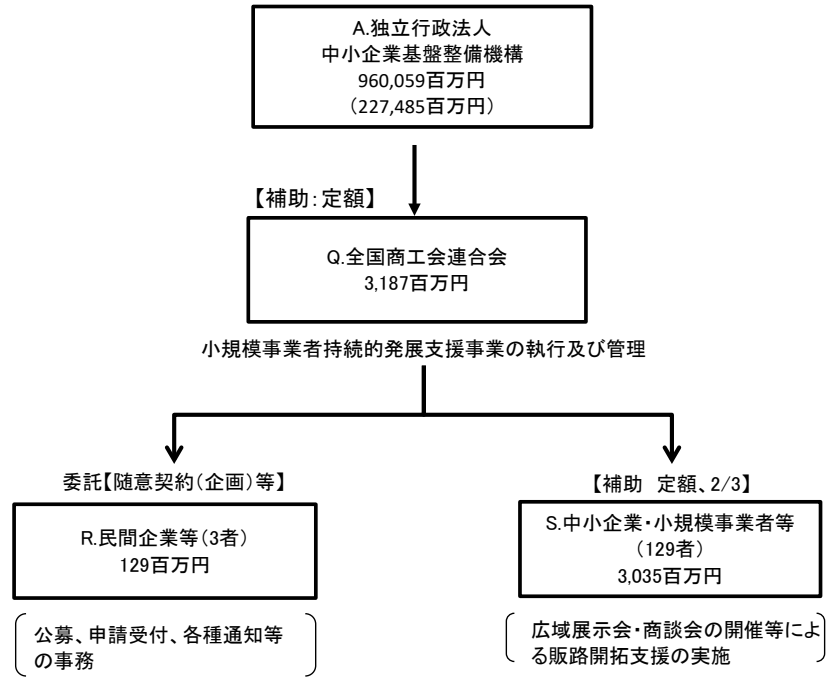 A.独立行政法人
中小企業基盤整備機構
960,059百万円
(227,485百万円)
【補助:定額】
Q.全国商工会連合会
3,187百万円
小規模事業者持続的発展支援事業の執行及び管理
委託【随意契約(企画)等】
R.民間企業等(3者)
129百万円
公募、申請受付、各種通知等
の事務
【補助　定額、2/3】
S.中小企業・小規模事業者等
(129者)
3,035百万円
広域展示会・商談会の開催等によ
る販路開拓支援の実施